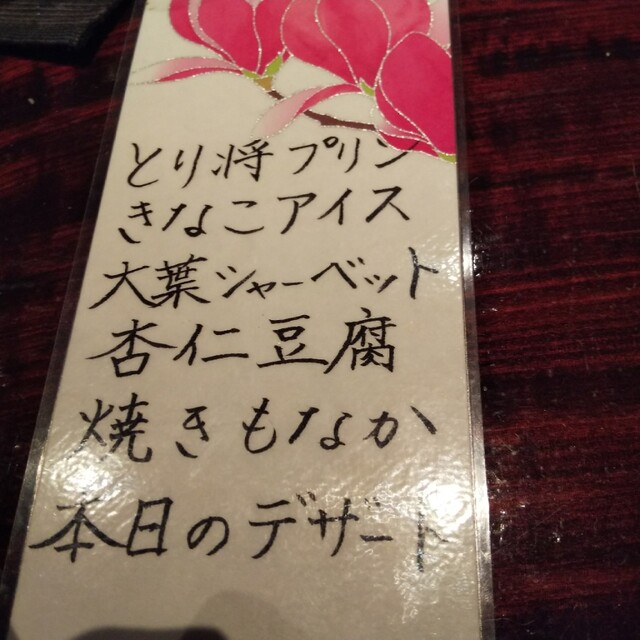 とり将プリン
きなこアイス
大葉シャーベット
杏仁豆腐
焼きもなか
本日のデザート